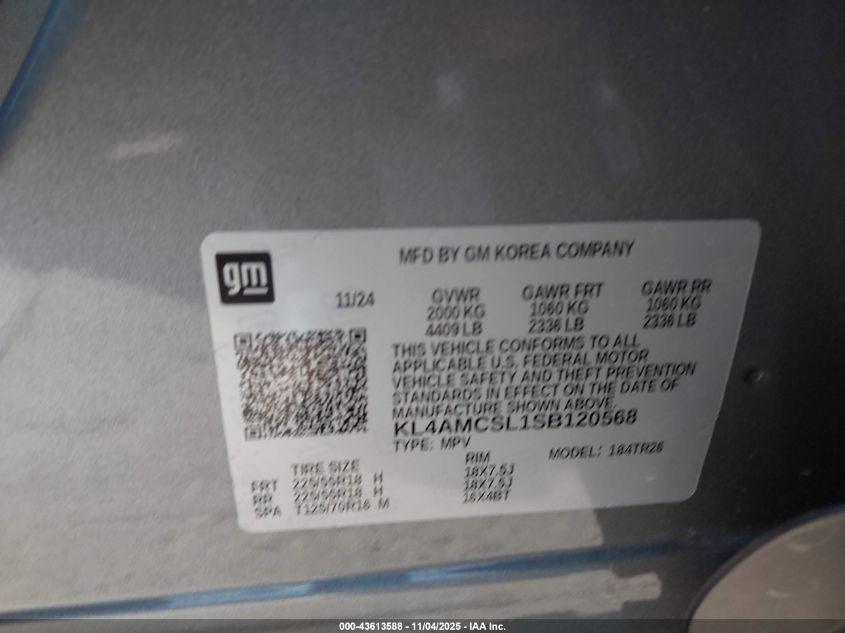 gm
MFD BY GM KOREA COMPANY
11/24
GVWR GAWR FRT GAWR RR
2000 KG 1060 KG 1060 KG
4409 LB 2336 LB 2336 LB
THIS VEHICLE CONFORMS TO ALL
APPLICABLE U.S. FEDERAL MOTOR
VEHICLE SAFETY AND THEFT PREVENTION
STANDARDS IN EFFECT ON THE DATE OF
MANUFACTURE SHOWN ABOVE.
KL4AMCSL1SB120568
TYPE: MPV MODEL: 184TR26
TIRE SIZE RIM
FRT 225/55R18 H 18X7.5J
RR 225/55R18 H 18X7.5J
SPA T125/70R16 M 16X4BT
000-43613588 - 11/04/2025 - IAA Inc.